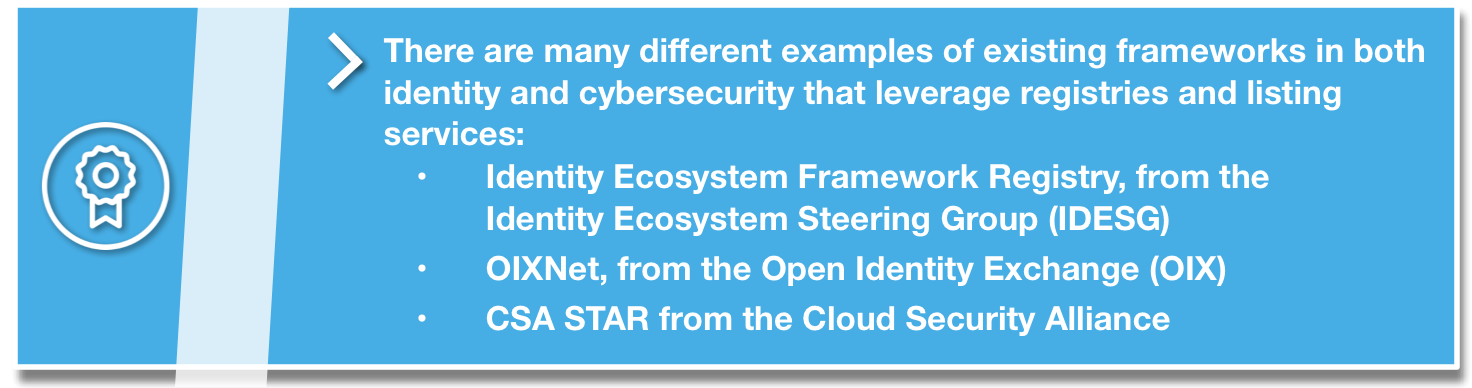 There are many different examples of existing frameworks in both
identity and cybersecurity that leverage registries and listing
services:
• Identity Ecosystem Framework Registry, from the
Identity Ecosystem Steering Group (IDESG)
• OIXNet, from the Open Identity Exchange (OIX)
• CSA STAR from the Cloud Security Alliance